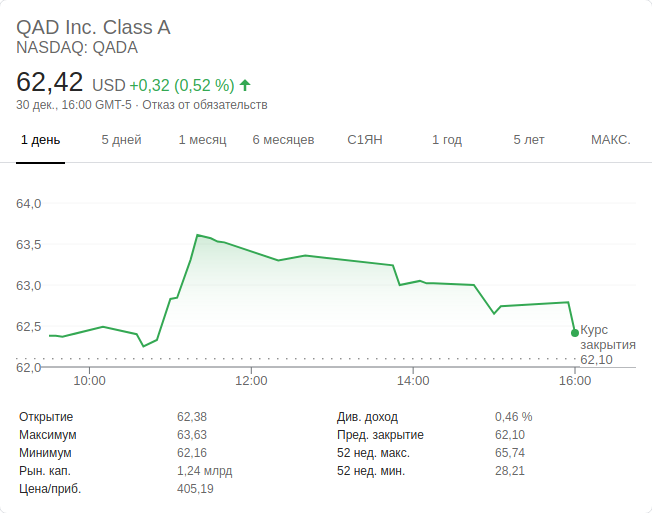 QAD Inc. Class A
NASDAQ: QADA
62,42 USD +0,32 (0,52 %)
30 дек., 16:00 GMT-5 · Отказ от обязательств
1 день 5 дней 1 месяц 6 месяцев С1ЯН 1 год 5 лет МАКС.
64,0
63,5
63,0
62,5
62,0
Курс
закрытия
62,10
10:00 12:00 14:00 16:00
Открытие 62,38 Див. доход 0,46 %
Максимум 63,63 Пред. закрытие 62,10
Минимум 62,16 52 нед. макс. 65,74
Рын. кап. 1,24 млрд 52 нед. мин. 28,21
Цена/приб. 405,19